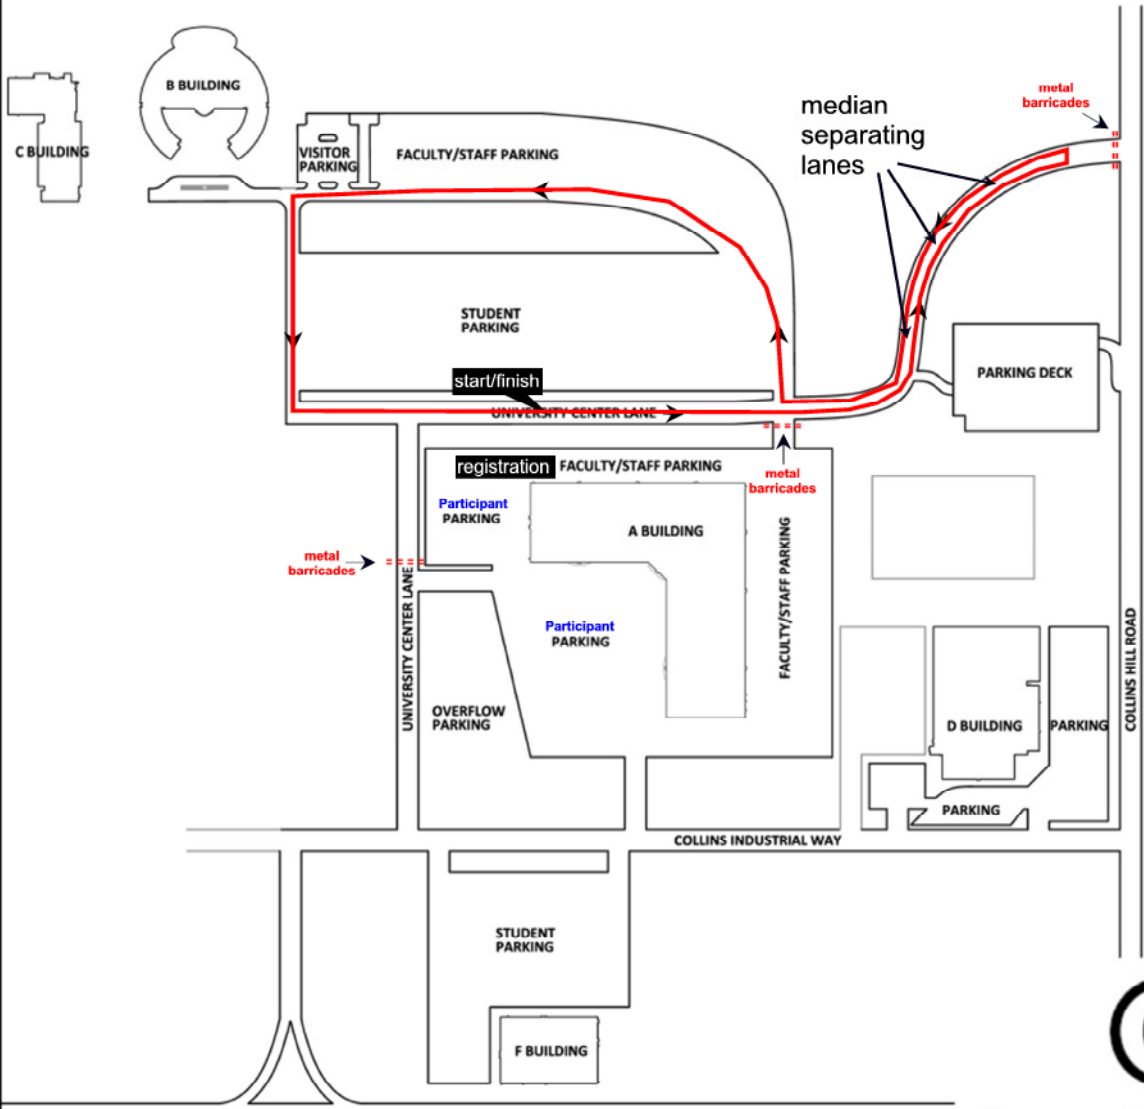 B BUILDING
C BUILDING
VISITOR
PARKING
FACULTY/STAFF PARKING
median
separating
lanes
metal
barricades
STUDENT
PARKING
PARKING DECK
start/finish
UNIVERSITY CENTER LANE
registration
FACULTY/STAFF PARKING
metal
barricades
Participant
PARKING
A BUILDING
FACULTY/STAFF PARKING
metal
barricades
UNIVERSITY CENTER LANE
Participant
PARKING
COLLINS HILL ROAD
OVERFLOW
PARKING
D BUILDING
PARKING
PARKING
COLLINS INDUSTRIAL WAY
STUDENT
PARKING
F BUILDING